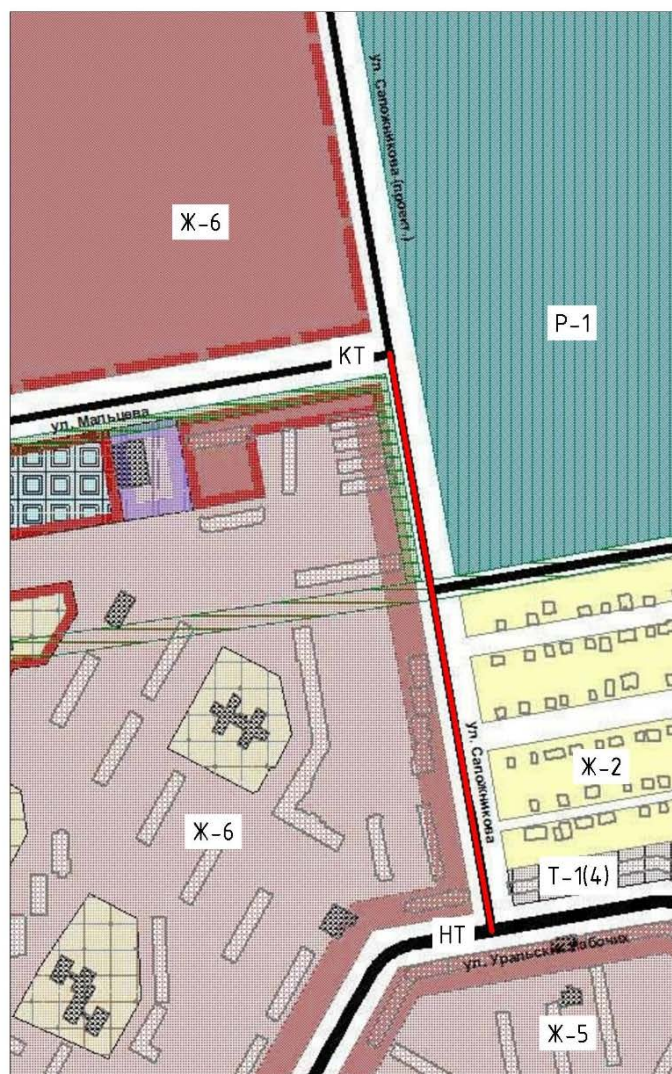 ул. Сапожникова (проект.)
Ж-6
Р-1
КТ
ул. Мальцева
ул. Сапожникова
Ж-2
Ж-6
Т-1(4)
НТ
ул. Уральских Рабочих
Ж-5